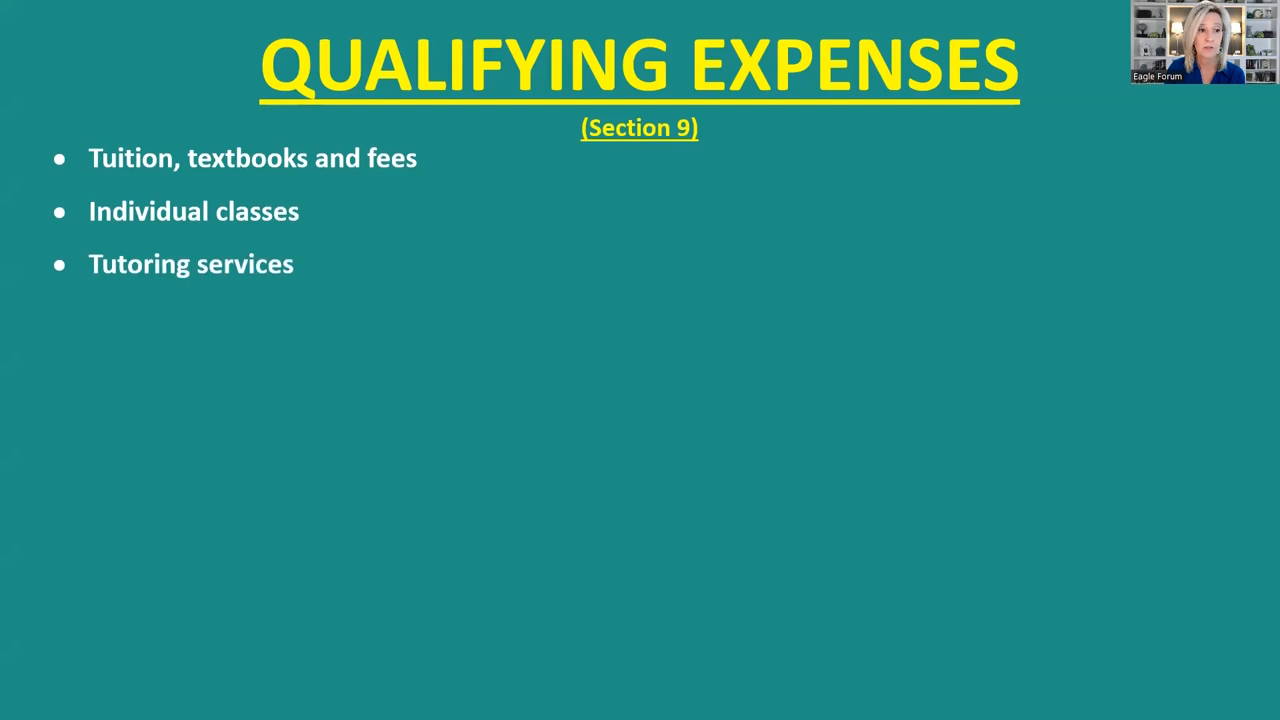 QUALIFYING EXPENSES
Eagle Forum
(Section 9)
● Tuition, textbooks and fees
● Individual classes
● Tutoring services